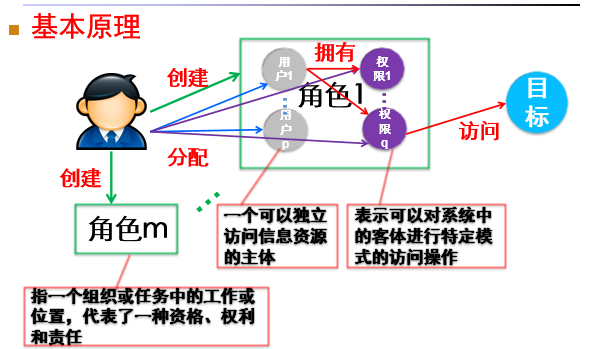 基本原理
创建
用
户1
拥有
权
限1
角色1
用
户
p
权
限
q
目
标
访问
分配
创建
角色m
一个可以独立
访问信息资源
的主体
表示可以对系统中
的客体进行特定模
式的访问操作
指一个组织或任务中的工作或
位置，代表了一种资格、权利
和责任